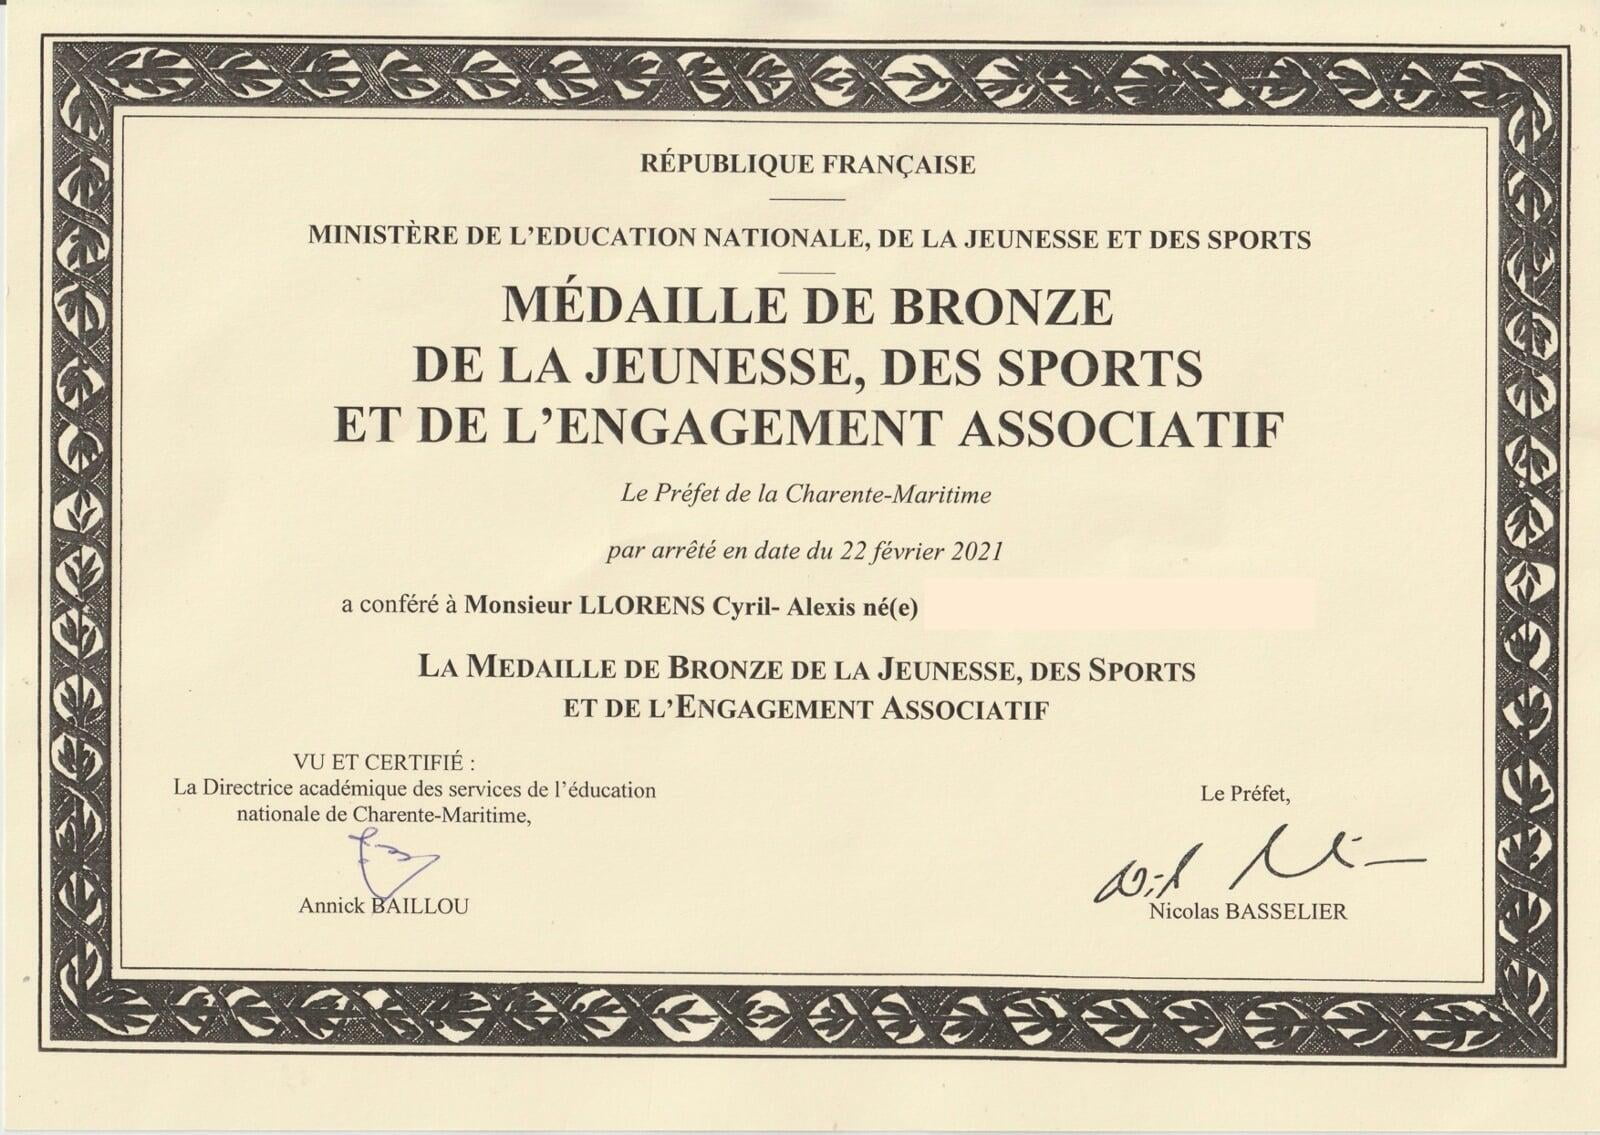 RÉPUBLIQUE FRANÇAISE
MINISTÈRE DE L'EDUCATION NATIONALE, DE LA JEUNESSE ET DES SPORTS
MÉDAILLE DE BRONZE
DE LA JEUNESSE, DES SPORTS
ET DE L'ENGAGEMENT ASSOCIATIF
Le Préfet de la Charente-Maritime
par arrêté en date du 22 février 2021
a conféré à Monsieur LLORENS Cyril- Alexis né(e)
LA MEDAILLE DE BRONZE DE LA JEUNESSE, DES SPORTS
ET DE L'ENGAGEMENT ASSOCIATIF
VU ET CERTIFIÉ :
La Directrice académique des services de l'éducation
nationale de Charente-Maritime,
Annick BAILLOU
Le Préfet,
Nicolas BASSELIER